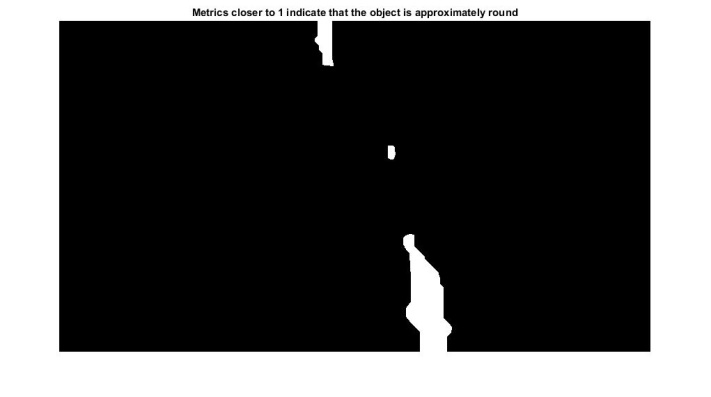 Metrics closer to 1 indicate that the object is approximately round